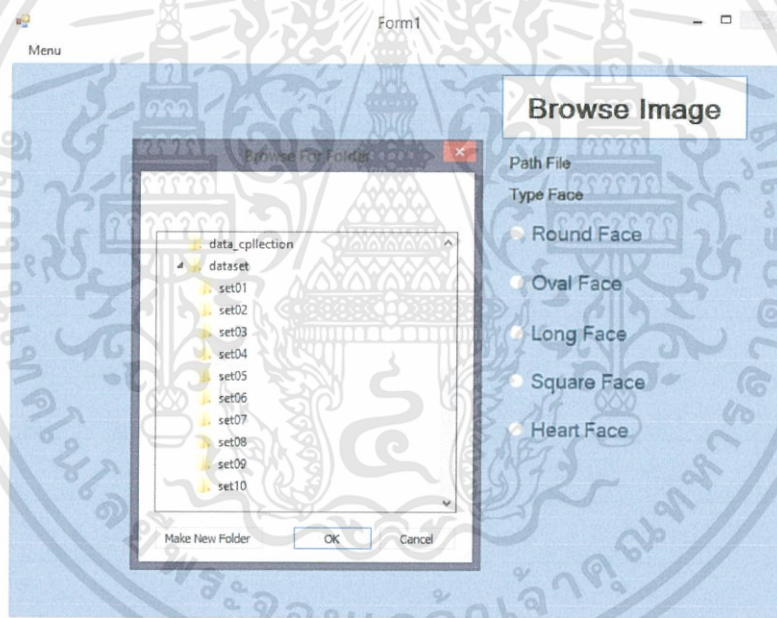 Form1
Menu
Browse Image
Browse For Folder
Path File
Type Face
data_cpllection
Round Face
dataset
set01
Oval Face
set02
set03
Long Face
set04
set05
Square Face
set06
set07
Heart Face
set08
set09
set10
Make New Folder
OK
Cancel